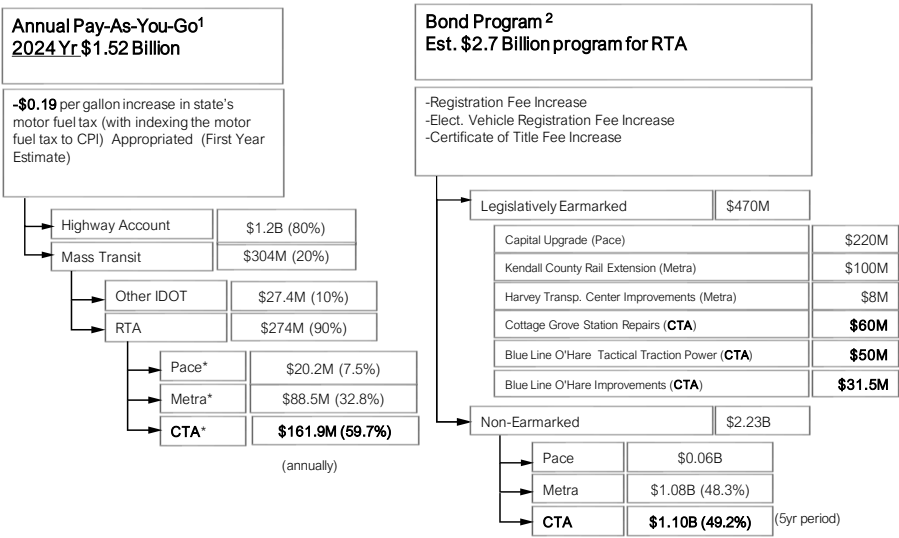 Annual Pay-As-You-Go1
2024 Yr $1.52 Billion
-$0.19 per gallon increase in state's
motor fuel tax (with indexing the motor
fuel tax to CPI) Appropriated (First Year
Estimate)
Highway Account $1.2B (80%)
Mass Transit $304M (20%)
Other IDOT $27.4M (10%)
RTA $274M (90%)
Pace* $20.2M (7.5%)
Metra* $88.5M (32.8%)
CTA* $161.9M (59.7%)
(annually)
Bond Program 2
Est. $2.7 Billion program for RTA
-Registration Fee Increase
-Elect. Vehicle Registration Fee Increase
-Certificate of Title Fee Increase
Legislatively Earmarked $470M
Capital Upgrade (Pace) $220M
Kendall County Rail Extension (Metra) $100M
Harvey Transp. Center Improvements (Metra) $8M
Cottage Grove Station Repairs (CTA) $60M
Blue Line O'Hare Tactical Traction Power (CTA) $50M
Blue Line O'Hare Improvements (CTA) $31.5M
Non-Earmarked $2.23B
Pace $0.06B
Metra $1.08B (48.3%)
CTA $1.10B (49.2%) (5yr period)